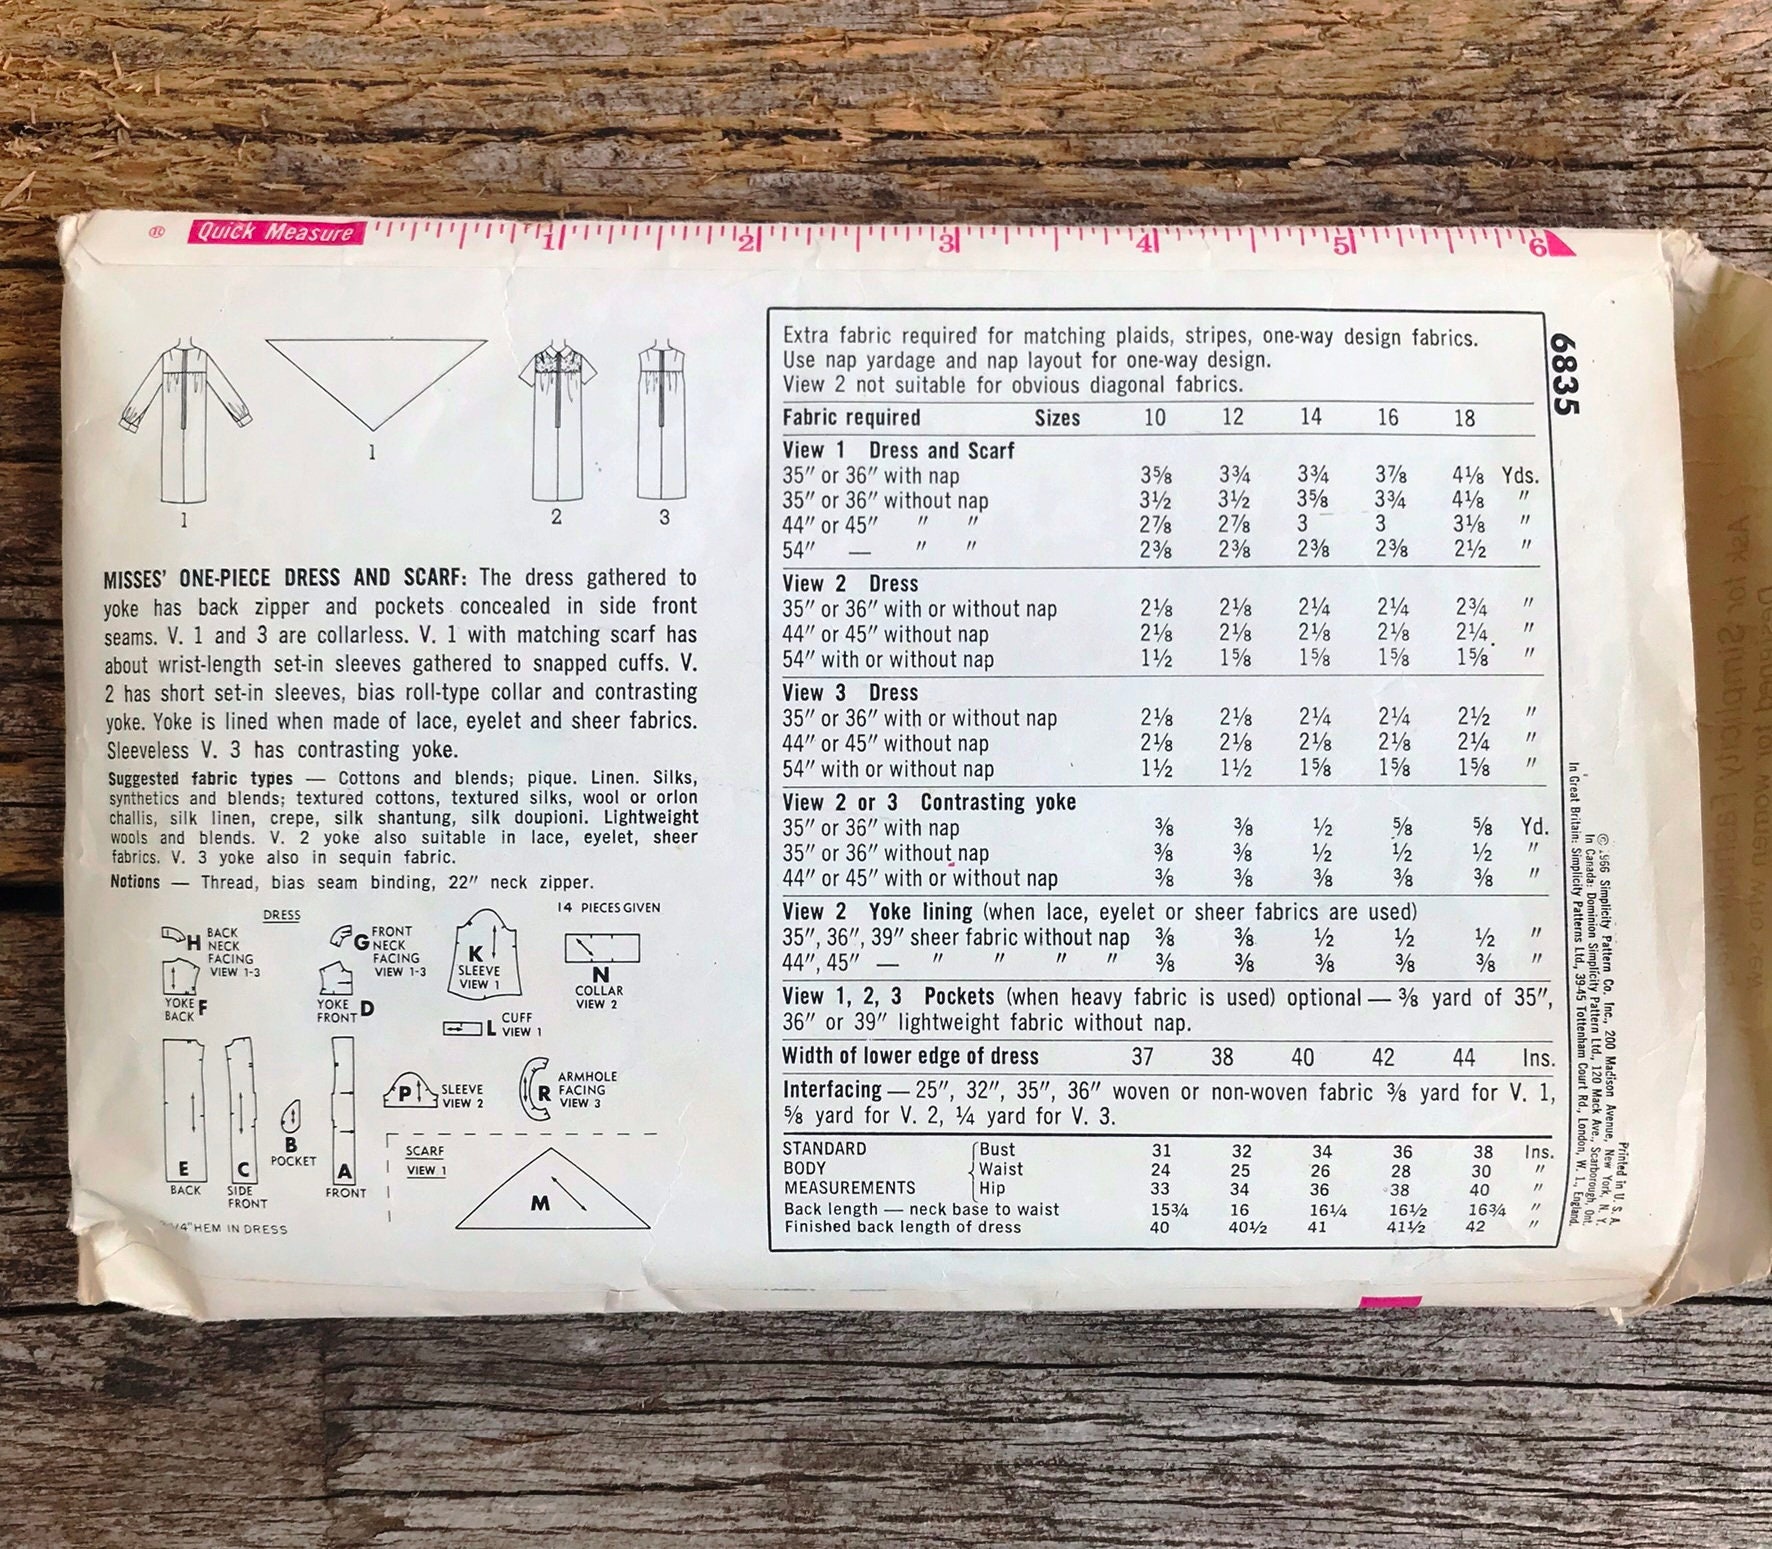 ® Quick Measure 1 2 3 4 5 6
1
1
2
3
MISSES' ONE-PIECE DRESS AND SCARF: The dress gathered to
yoke has back zipper and pockets concealed in side front
seams. V. 1 and 3 are collarless. V. 1 with matching scarf has
about wrist-length set-in sleeves gathered to snapped cuffs. V.
2 has short set-in sleeves, bias roll-type collar and contrasting
yoke. Yoke is lined when made of lace, eyelet and sheer fabrics.
Sleeveless V. 3 has contrasting yoke.
Suggested fabric types — Cottons and blends; pique. Linen. Silks,
synthetics and blends; textured cottons, textured silks, wool or orlon
challis, silk linen, crepe, silk shantung, silk doupioni. Lightweight
wools and blends. V. 2 yoke also suitable in lace, eyelet, sheer
fabrics. V. 3 yoke also in sequin fabric.
Notions — Thread, bias seam binding, 22" neck zipper.
DRESS
14 PIECES GIVEN
H BACK
NECK
FACING
VIEW 1-3
G FRONT
NECK
FACING
VIEW 1-3
K
SLEEVE
VIEW 1
N
COLLAR
VIEW 2
YOKE
BACK F
YOKE
FRONT D
L CUFF
VIEW 1
E
BACK
C
SIDE
FRONT
B
POCKET
A
FRONT
P SLEEVE
VIEW 2
R ARMHOLE
FACING
VIEW 3
SCARF
VIEW 1
M
/4" HEM IN DRESS
Extra fabric required for matching plaids, stripes, one-way design fabrics.
Use nap yardage and nap layout for one-way design.
View 2 not suitable for obvious diagonal fabrics.
Fabric required Sizes 10 12 14 16 18
View 1 Dress and Scarf
35" or 36" with nap 3⅝ 3¾ 3¾ 3⅞ 4⅛ Yds.
35" or 36" without nap 3½ 3½ 3⅝ 3¾ 4⅛ "
44" or 45" " " 2⅞ 2⅞ 3 3 3⅛ "
54" — " " 2⅜ 2⅜ 2⅜ 2⅜ 2½ "
View 2 Dress
35" or 36" with or without nap 2⅛ 2⅛ 2¼ 2¼ 2¾ "
44" or 45" without nap 2⅛ 2⅛ 2⅛ 2⅛ 2¼ "
54" with or without nap 1½ 1⅝ 1⅝ 1⅝ 1⅝ "
View 3 Dress
35" or 36" with or without nap 2⅛ 2⅛ 2¼ 2¼ 2½ "
44" or 45" without nap 2⅛ 2⅛ 2⅛ 2⅛ 2¼ "
54" with or without nap 1½ 1½ 1⅝ 1⅝ 1⅝ "
View 2 or 3 Contrasting yoke
35" or 36" with nap ⅜ ⅜ ½ ⅝ ⅝ Yd.
35" or 36" without nap ⅜ ⅜ ½ ½ ½ "
44" or 45" with or without nap ⅜ ⅜ ⅜ ⅜ ⅜ "
View 2 Yoke lining (when lace, eyelet or sheer fabrics are used)
35", 36", 39" sheer fabric without nap ⅜ ⅜ ½ ½ ½ "
44", 45" — " " " " ⅜ ⅜ ⅜ ⅜ ⅜ "
View 1, 2, 3 Pockets (when heavy fabric is used) optional — ⅜ yard of 35",
36" or 39" lightweight fabric without nap.
Width of lower edge of dress 37 38 40 42 44 Ins.
Interfacing — 25", 32", 35", 36" woven or non-woven fabric ⅜ yard for V. 1,
⅝ yard for V. 2, ¼ yard for V. 3.
STANDARD Bust 31 32 34 36 38 Ins.
BODY Waist 24 25 26 28 30 "
MEASUREMENTS Hip 33 34 36 38 40 "
Back length — neck base to waist 15¾ 16 16¼ 16½ 16¾ "
Finished back length of dress 40 40½ 41 41½ 42 "
6835
Printed in U. S. A.
© 1966 Simplicity Pattern Co. Inc., 200 Madison Avenue, New York, N. Y.
In Canada: Dominion Simplicity Pattern Ltd., 120 Mack Ave., Scarborough, Ont.
In Great Britain: Simplicity Patterns Ltd., 39-45 Tottenham Court Rd., London, W. 1., England.